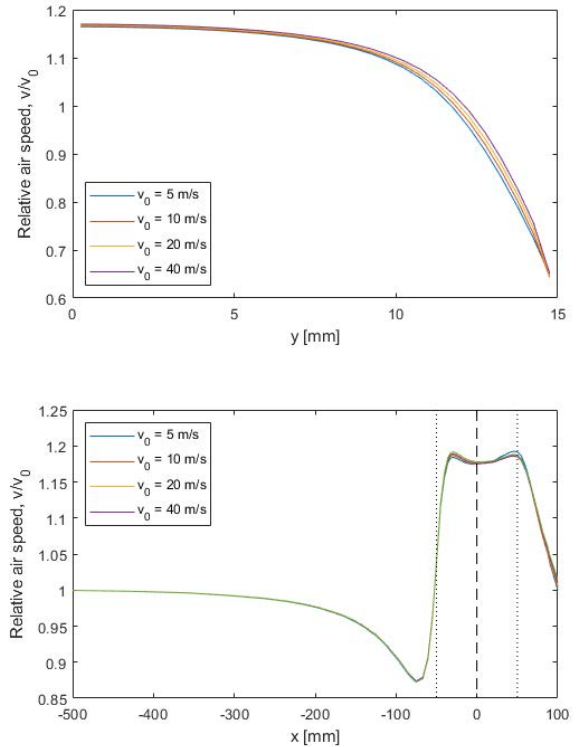 1.2
1.1
1
0.9
0.8
0.7
0.6
Relative air speed, v/v0
v0 = 5 m/s
v0 = 10 m/s
v0 = 20 m/s
v0 = 40 m/s
0 5 10 15
y [mm]
1.25
1.2
1.15
1.1
1.05
1
0.95
0.9
0.85
Relative air speed, v/v0
v0 = 5 m/s
v0 = 10 m/s
v0 = 20 m/s
v0 = 40 m/s
-500 -400 -300 -200 -100 0 100
x [mm]